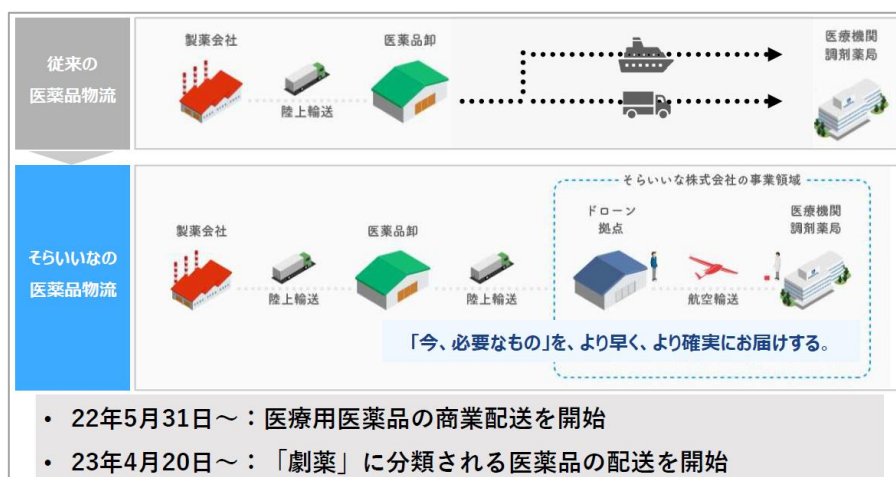 従来の
医薬品物流
製薬会社
陸上輸送
医薬品卸
医療機関
調剤薬局
そらいいなの
医薬品物流
そらいいな株式会社の事業領域
製薬会社
陸上輸送
医薬品卸
陸上輸送
ドローン
拠点
航空輸送
医療機関
調剤薬局
「今、必要なもの」を、より早く、より確実にお届けする。
• 22年5月31日～：医療用医薬品の商業配送を開始
• 23年4月20日～：「劇薬」に分類される医薬品の配送を開始